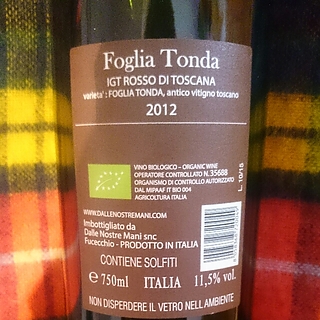 Foglia Tonda
IGT ROSSO DI TOSCANA
varieta': FOGLIA TONDA, antico vitigno toscano
2012
VINO BIOLOGICO – ORGANIC WINE
OPERATORE CONTROLLATO N.35688
ORGANISMO DI CONTROLLO AUTORIZZATO
DAL MIPAAF IT BIO 004
AGRICOLTURA ITALIA
L. 10/15
WWW.DALLENOSTREMANI.COM
Imbottigliato da
Dalle Nostre Mani snc
Fucecchio - PRODOTTO IN ITALIA
CONTIENE SOLFITI
℮ 750ml ITALIA 11,5% vol.
NON DISPERDERE IL VETRO NELL'AMBIENTE